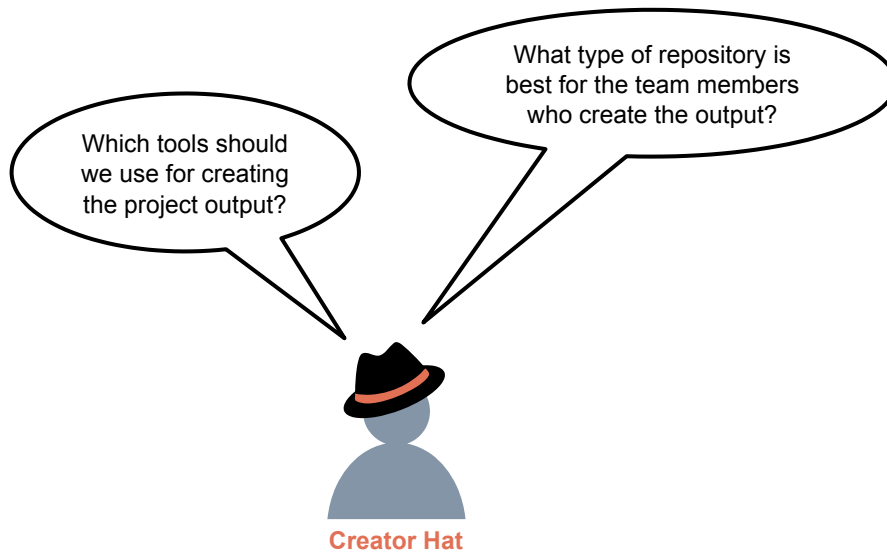 Which tools should
we use for creating
the project output?
What type of repository is
best for the team members
who create the output?
Creator Hat